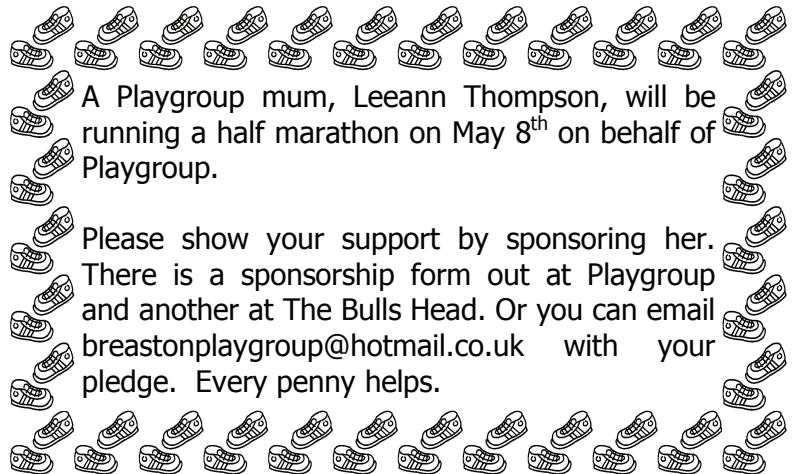 A Playgroup mum, Leeann Thompson, will be
running a half marathon on May 8th on behalf of
Playgroup.
Please show your support by sponsoring her.
There is a sponsorship form out at Playgroup
and another at The Bulls Head. Or you can email
breastonplaygroup@hotmail.co.uk with your
pledge.  Every penny helps.